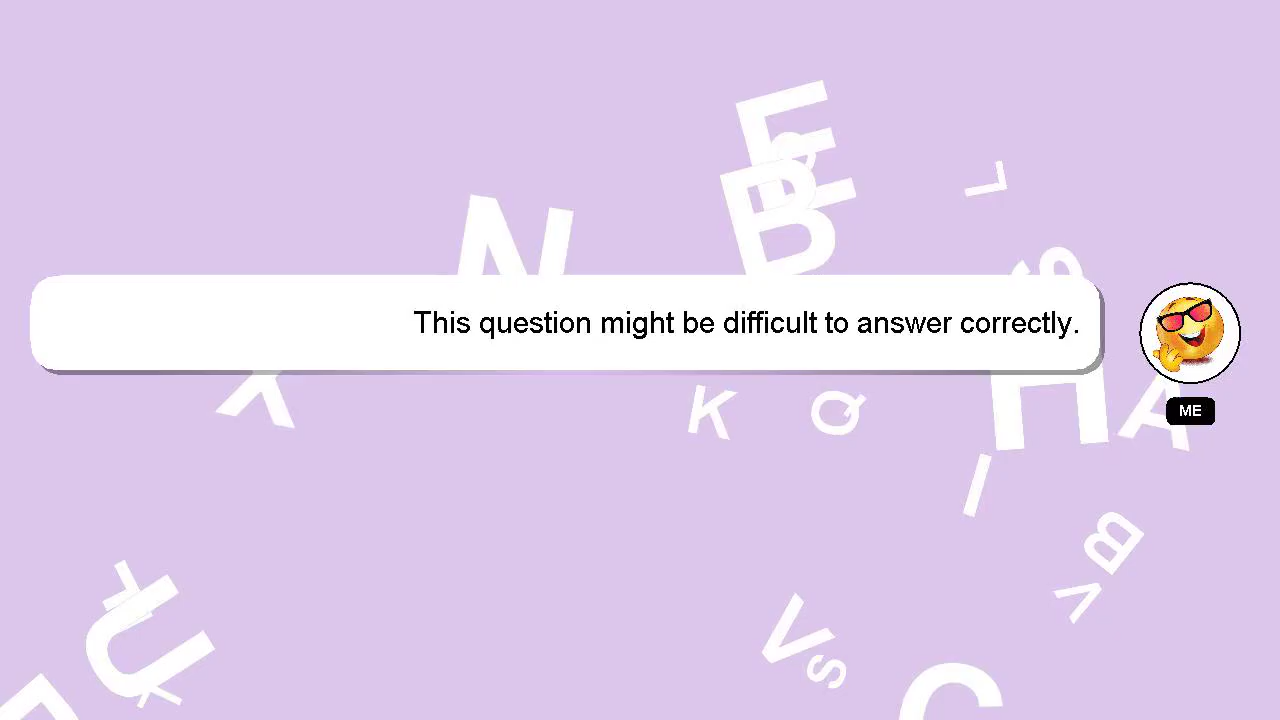 E
B
L
N
S
This question might be difficult to answer correctly.
ME
X
K
Q
H
A
I
B
V
U
V
S
C